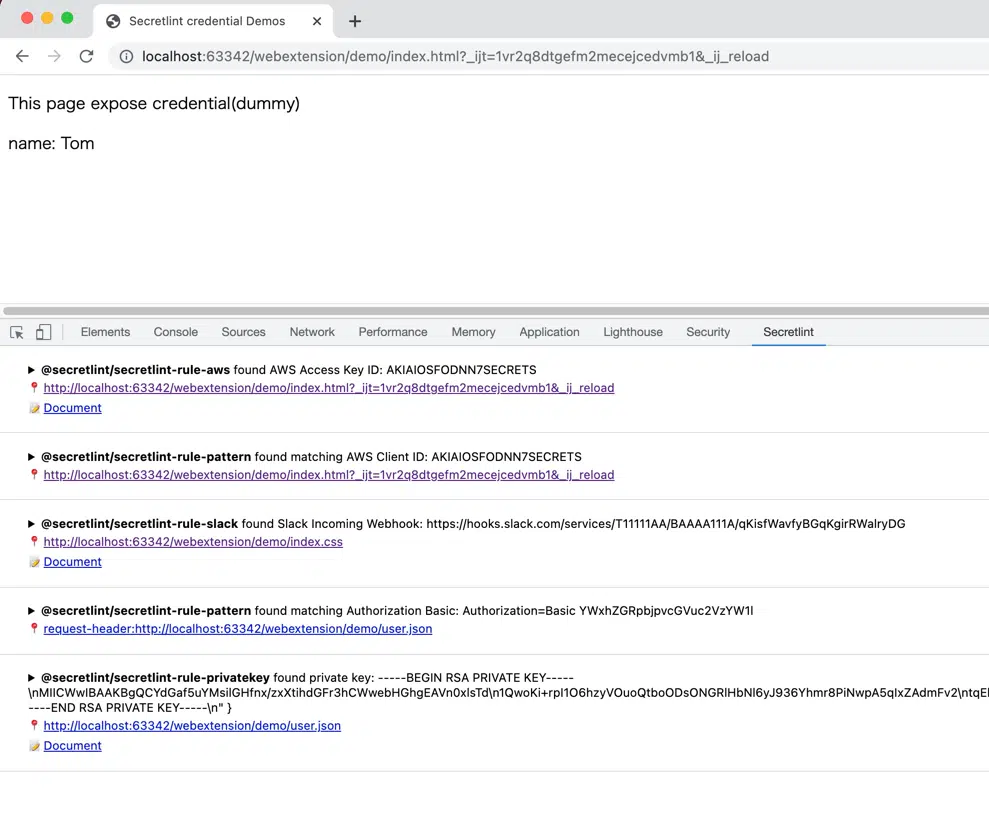 Secretlint credential Demos
localhost:63342/webextension/demo/index.html?_ijt=1vr2q8dtgefm2mecejcedvmb1&_ij_reload
This page expose credential(dummy)
name: Tom
Elements Console Sources Network Performance Memory Application Lighthouse Security Secretlint
@secretlint/secretlint-rule-aws found AWS Access Key ID: AKIAIOSFODNN7SECRETS
http://localhost:63342/webextension/demo/index.html?_ijt=1vr2q8dtgefm2mecejcedvmb1&_ij_reload
Document
@secretlint/secretlint-rule-pattern found matching AWS Client ID: AKIAIOSFODNN7SECRETS
http://localhost:63342/webextension/demo/index.html?_ijt=1vr2q8dtgefm2mecejcedvmb1&_ij_reload
@secretlint/secretlint-rule-slack found Slack Incoming Webhook: https://hooks.slack.com/services/T11111AA/BAAAA111A/qKisfWavfyBGqKgirRWalryDG
http://localhost:63342/webextension/demo/index.css
Document
@secretlint/secretlint-rule-pattern found matching Authorization Basic: Authorization=Basic YWxhZGRpbjpvcGVuc2VzYW1l
request-header:http://localhost:63342/webextension/demo/user.json
@secretlint/secretlint-rule-privatekey found private key: -----BEGIN RSA PRIVATE KEY-----
\nMIICWwIBAAKBgQCYdGaf5uYMsilGHfnx/zxXtihdGFr3hCWwebHGhgEAVn0xlsTd\n1QwoKi+rpI1O6hzyVOuoQtboODsONGRlHbNl6yJ936Yhmr8PiNwpA5qIxZAdmFv2\ntqEl
----END RSA PRIVATE KEY-----\n" }
http://localhost:63342/webextension/demo/user.json
Document